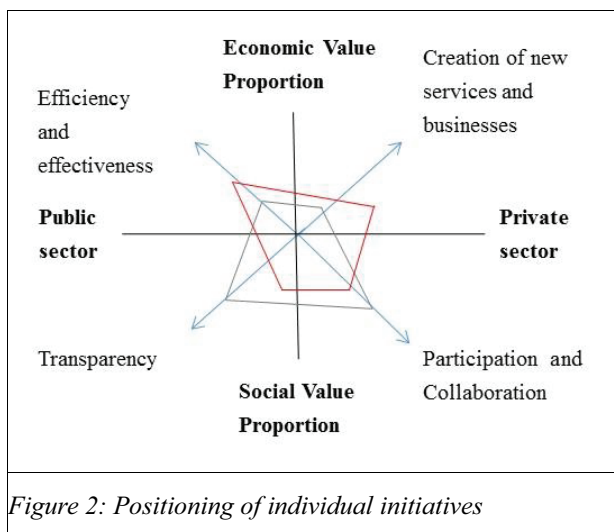 Economic Value
Proportion
Creation of new
services and
businesses
Efficiency
and
effectiveness
Public
sector
Private
sector
Transparency
Participation and
Collaboration
Social Value
Proportion
Figure 2: Positioning of individual initiatives